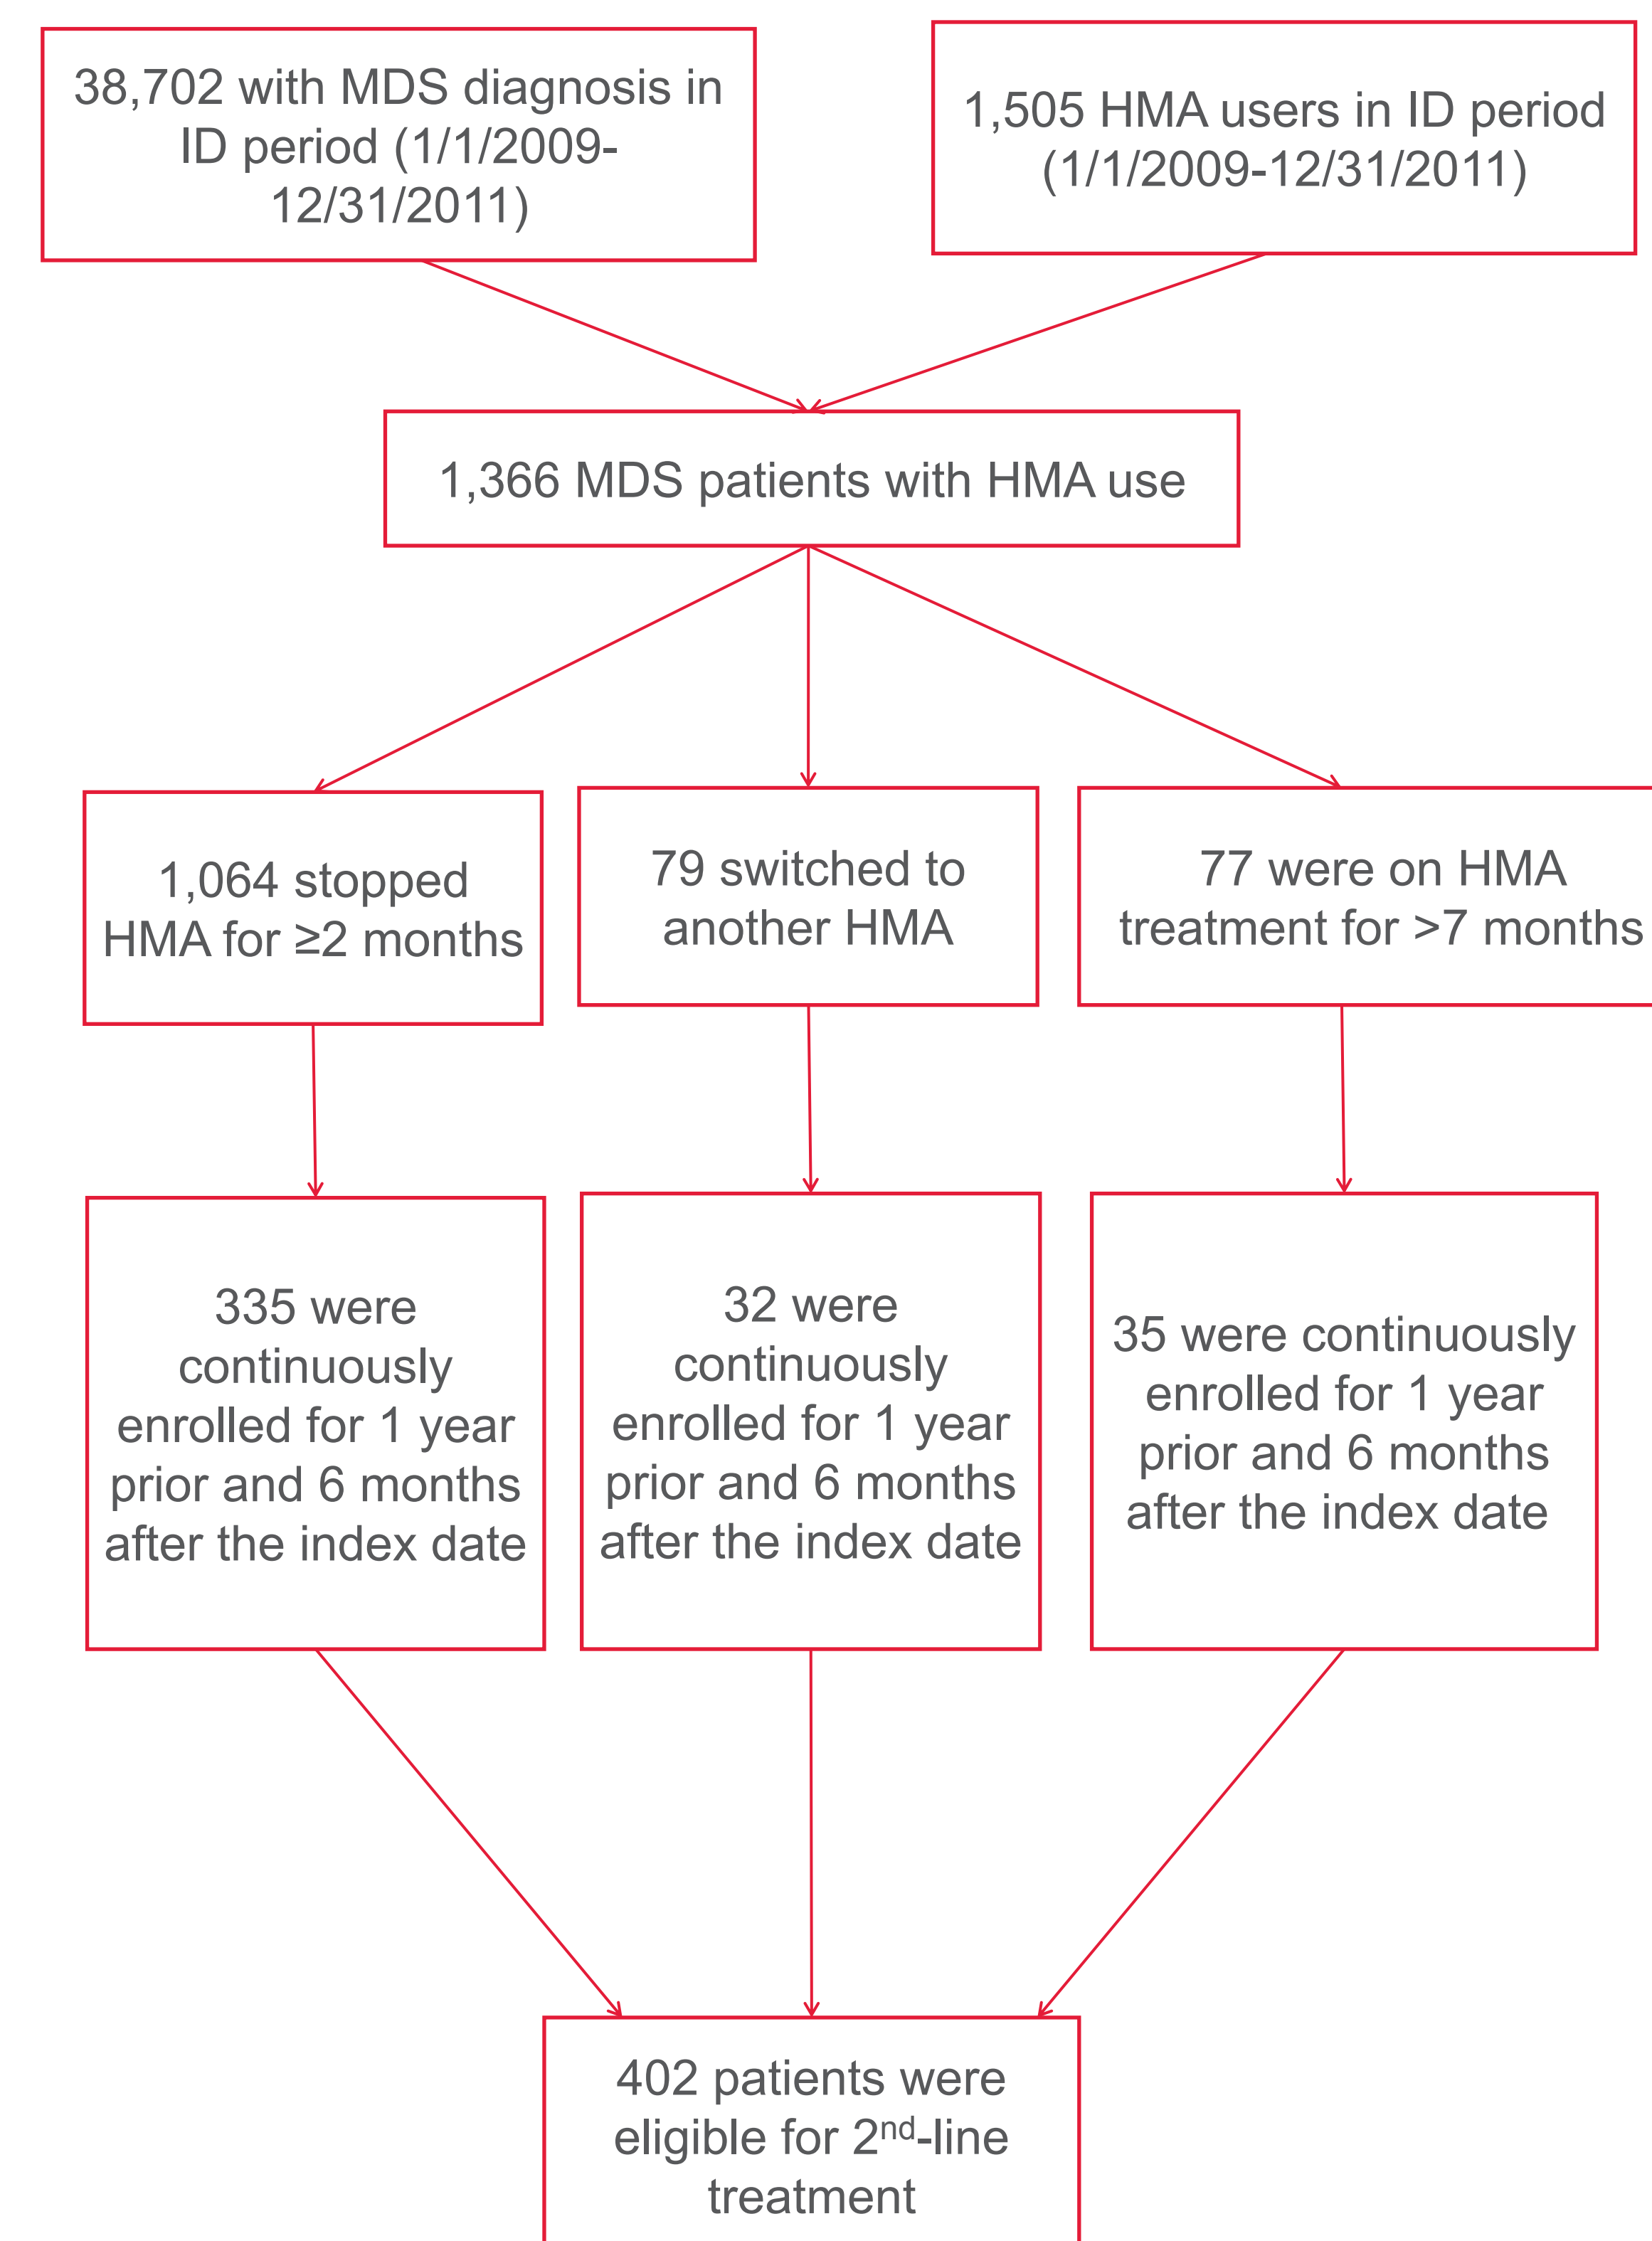 38,702 with MDS diagnosis in
ID period (1/1/2009-
12/31/2011)
1,505 HMA users in ID period
(1/1/2009-12/31/2011)
1,366 MDS patients with HMA use
1,064 stopped
HMA for ≥2 months
79 switched to
another HMA
77 were on HMA
treatment for >7 months
335 were
continuously
enrolled for 1 year
prior and 6 months
after the index date
32 were
continuously
enrolled for 1 year
prior and 6 months
after the index date
35 were continuously
enrolled for 1 year
prior and 6 months
after the index date
402 patients were
eligible for 2nd-line
treatment